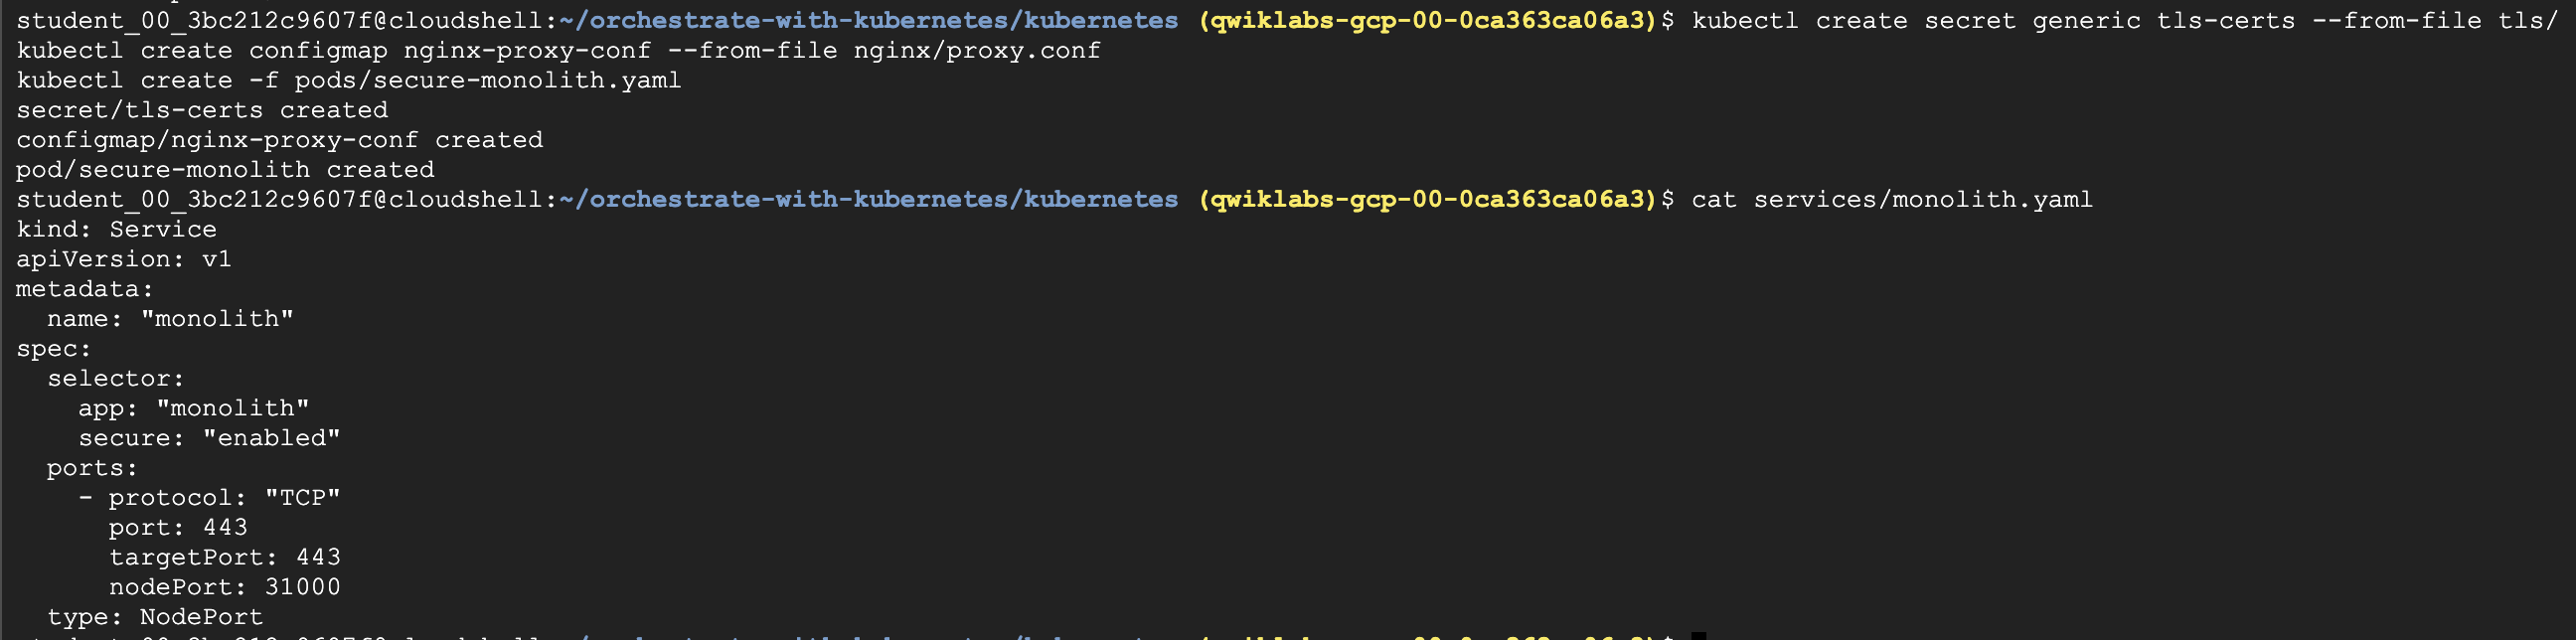 student_00_3bc212c9607f@cloudshell:~/orchestrate-with-kubernetes/kubernetes (qwiklabs-gcp-00-0ca363ca06a3)$ kubectl create secret generic tls-certs --from-file tls/
kubectl create configmap nginx-proxy-conf --from-file nginx/proxy.conf
kubectl create -f pods/secure-monolith.yaml
secret/tls-certs created
configmap/nginx-proxy-conf created
pod/secure-monolith created
student_00_3bc212c9607f@cloudshell:~/orchestrate-with-kubernetes/kubernetes (qwiklabs-gcp-00-0ca363ca06a3)$ cat services/monolith.yaml
kind: Service
apiVersion: v1
metadata:
  name: "monolith"
spec:
  selector:
    app: "monolith"
    secure: "enabled"
  ports:
    - protocol: "TCP"
      port: 443
      targetPort: 443
      nodePort: 31000
  type: NodePort